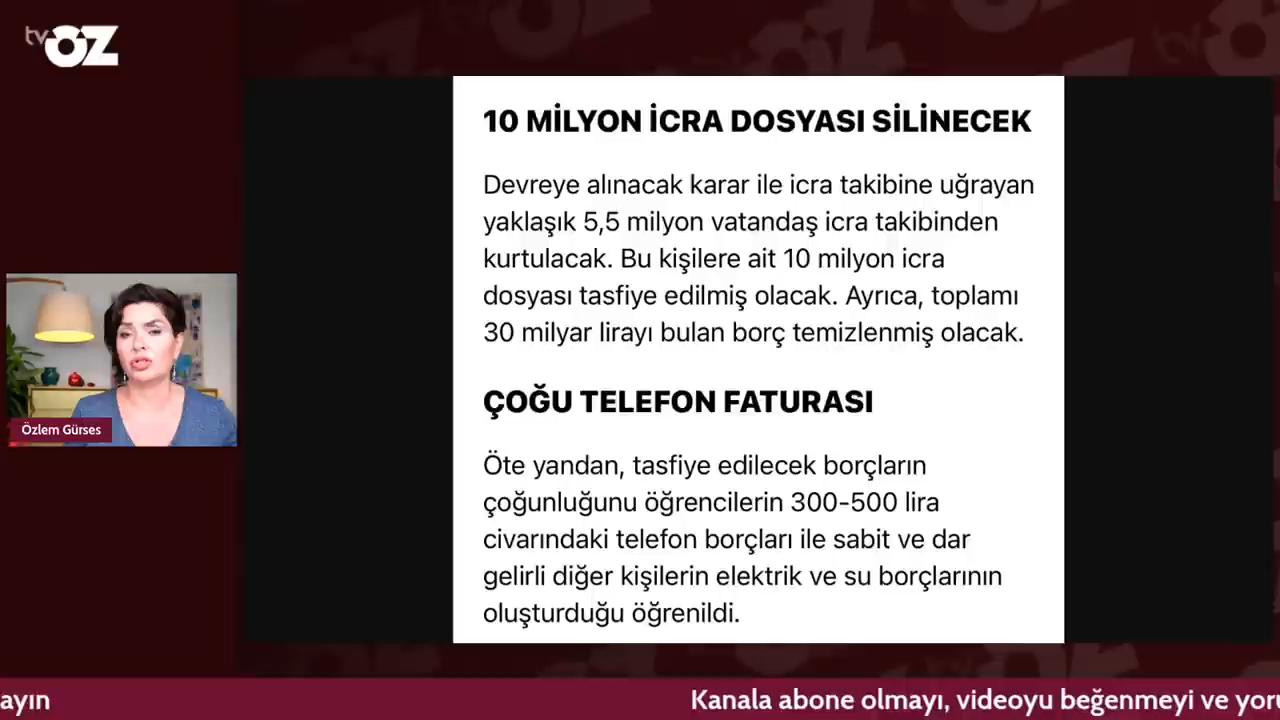 tv ÖZ
10 MİLYON İCRA DOSYASI SİLİNECEK
Devreye alınacak karar ile icra takibine uğrayan
yaklaşık 5,5 milyon vatandaş icra takibinden
kurtulacak. Bu kişilere ait 10 milyon icra
dosyası tasfiye edilmiş olacak. Ayrıca, toplamı
30 milyar lirayı bulan borç temizlenmiş olacak.
ÇOĞU TELEFON FATURASI
Öte yandan, tasfiye edilecek borçların
çoğunluğunu öğrencilerin 300-500 lira
civarındaki telefon borçları ile sabit ve dar
gelirli diğer kişilerin elektrik ve su borçlarının
oluşturduğu öğrenildi.
Özlem Gürses
ayın Kanala abone olmayı, videoyu beğenmeyi ve yoru